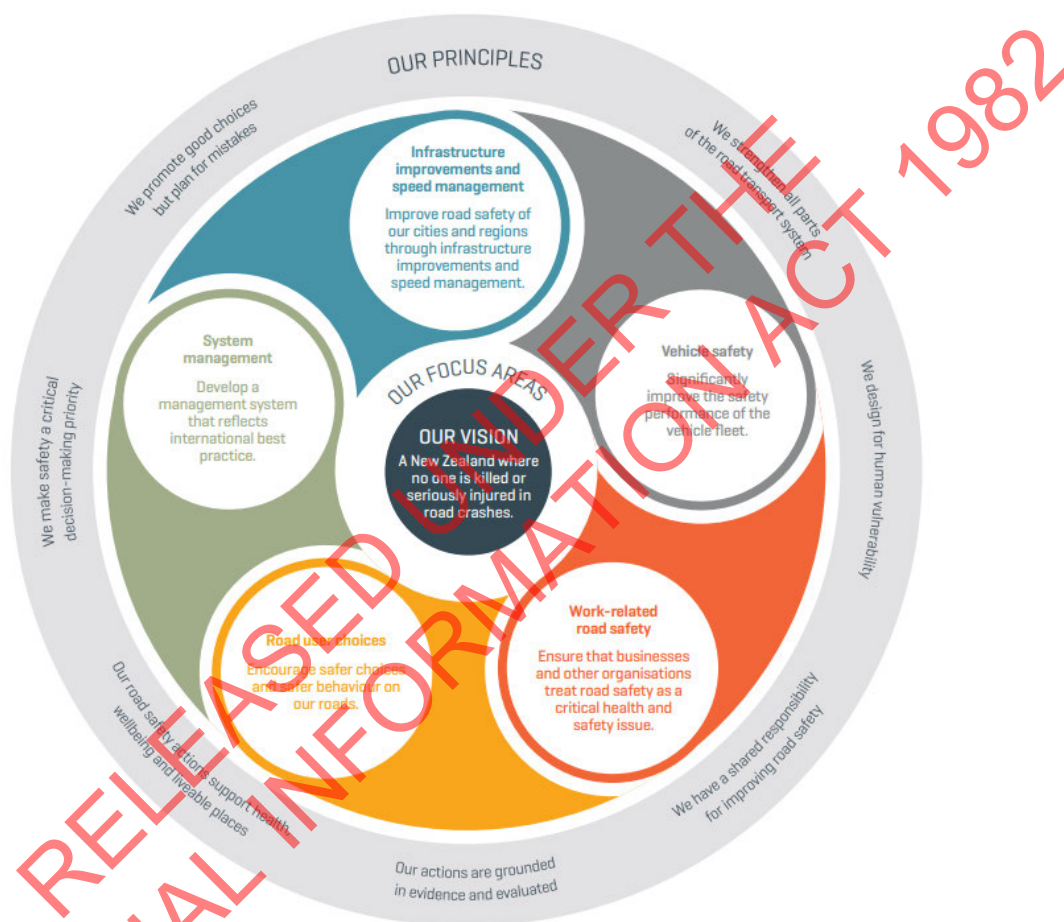 OUR PRINCIPLES
We promote good choices
but plan for mistakes
We strengthen all parts
of the road transport system
We design for human vulnerability
We have a shared responsibility
for improving road safety
Our actions are grounded
in evidence and evaluated
Our road safety actions support health,
wellbeing and liveable places
We make safety a critical
decision-making priority
Infrastructure
improvements and
speed management
Improve road safety of
our cities and regions
through infrastructure
improvements and
speed management.
Vehicle safety
Significantly
improve the safety
performance of the
vehicle fleet.
Work-related
road safety
Ensure that businesses
and other organisations
treat road safety as a
critical health and
safety issue.
Road user choices
Encourage safer choices
and safer behaviour on
our roads.
System
management
Develop a
management system
that reflects
international best
practice.
OUR FOCUS AREAS
OUR VISION
A New Zealand where
no one is killed or
seriously injured in
road crashes.
RELEASED UNDER THE
INFORMATION ACT 1982